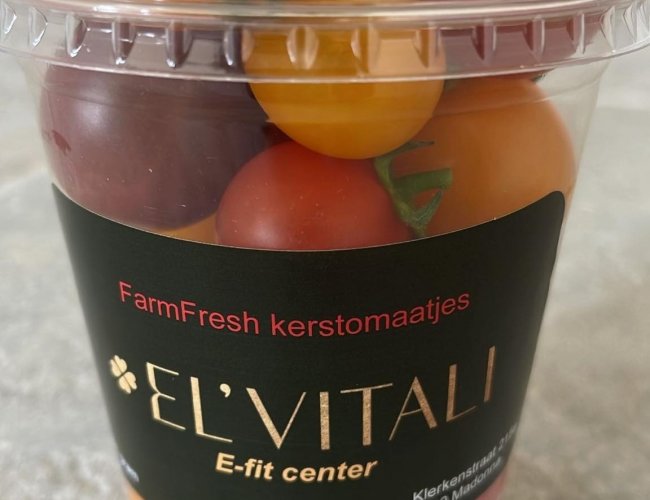 FarmFresh kerstomaatjes
EL'VITALI
E-fit center
Klerkenstraat
Madonna